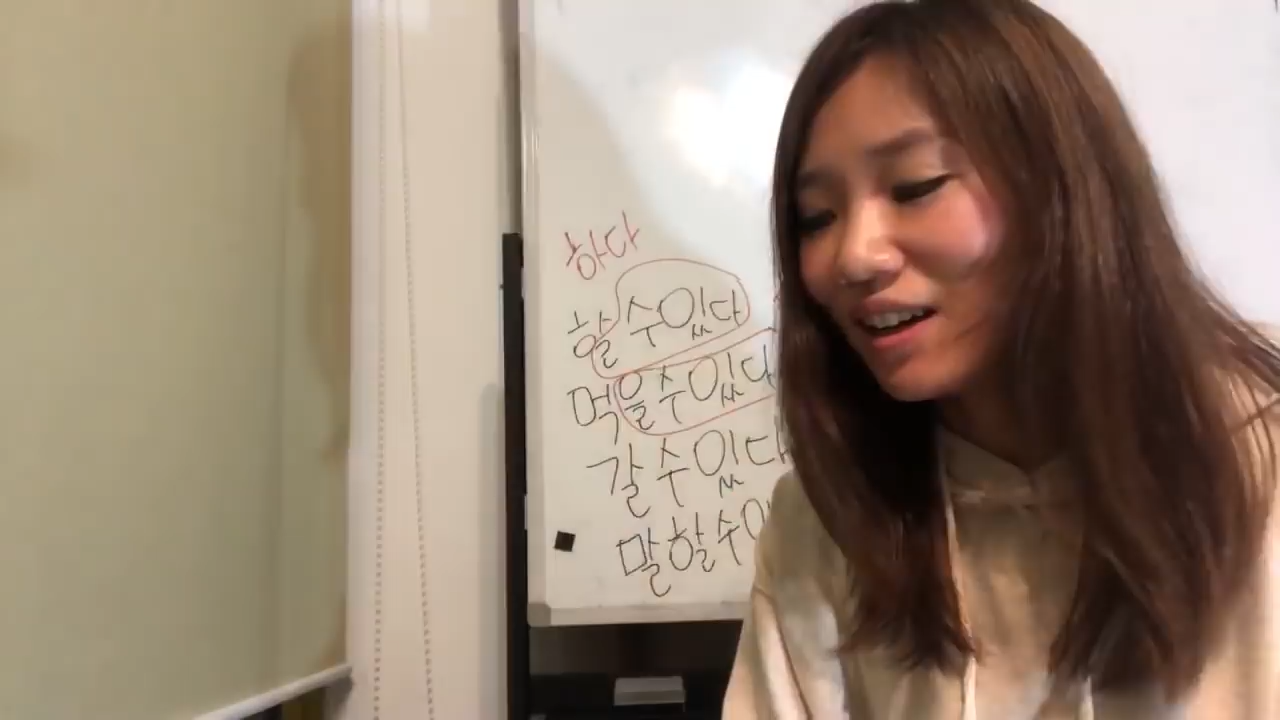 하다
할 수 있다
먹을 수 있다
갈 수 있다
말할 수